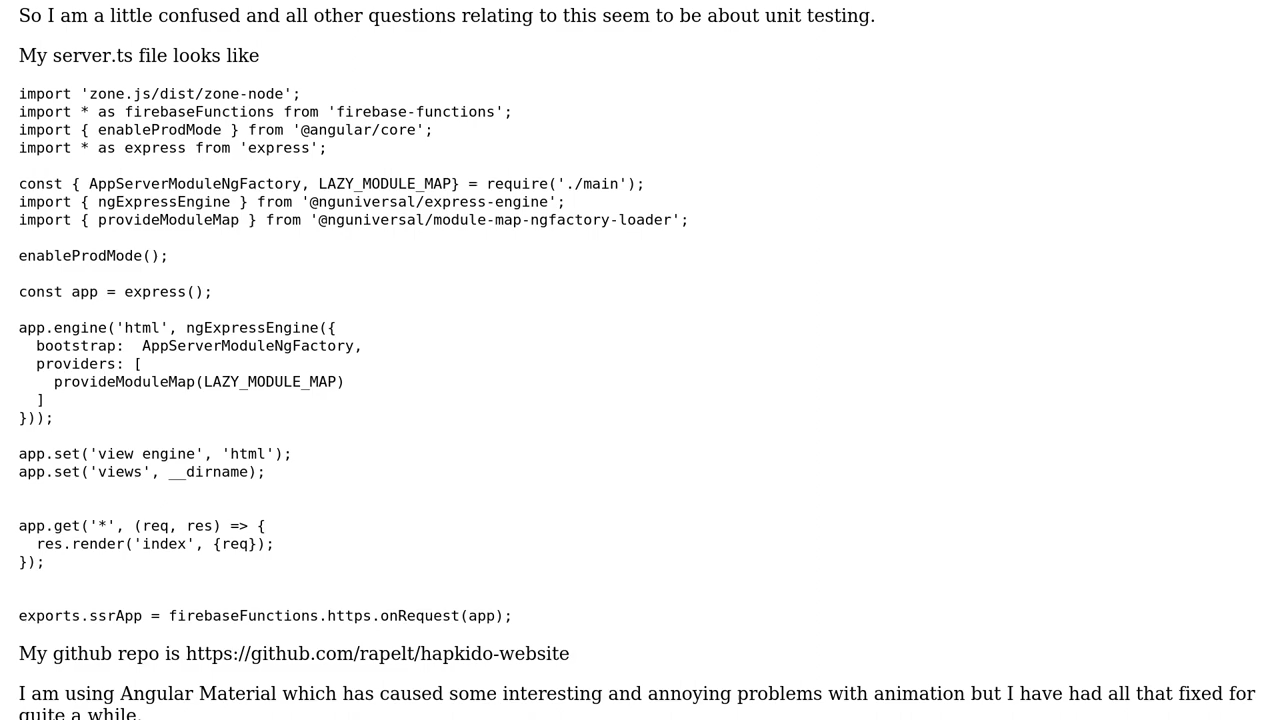 So I am a little confused and all other questions relating to this seem to be about unit testing.
My server.ts file looks like
import 'zone.js/dist/zone-node';
import * as firebaseFunctions from 'firebase-functions';
import { enableProdMode } from '@angular/core';
import * as express from 'express';
const { AppServerModuleNgFactory, LAZY_MODULE_MAP} = require('./main');
import { ngExpressEngine } from '@nguniversal/express-engine';
import { provideModuleMap } from '@nguniversal/module-map-ngfactory-loader';
enableProdMode();
const app = express();
app.engine('html', ngExpressEngine({
  bootstrap:  AppServerModuleNgFactory,
  providers: [
    provideModuleMap(LAZY_MODULE_MAP)
  ]
}));
app.set('view engine', 'html');
app.set('views', __dirname);
app.get('*', (req, res) => {
  res.render('index', {req});
});
exports.ssrApp = firebaseFunctions.https.onRequest(app);
My github repo is https://github.com/rapelt/hapkido-website
I am using Angular Material which has caused some interesting and annoying problems with animation but I have had all that fixed for
quite a while.